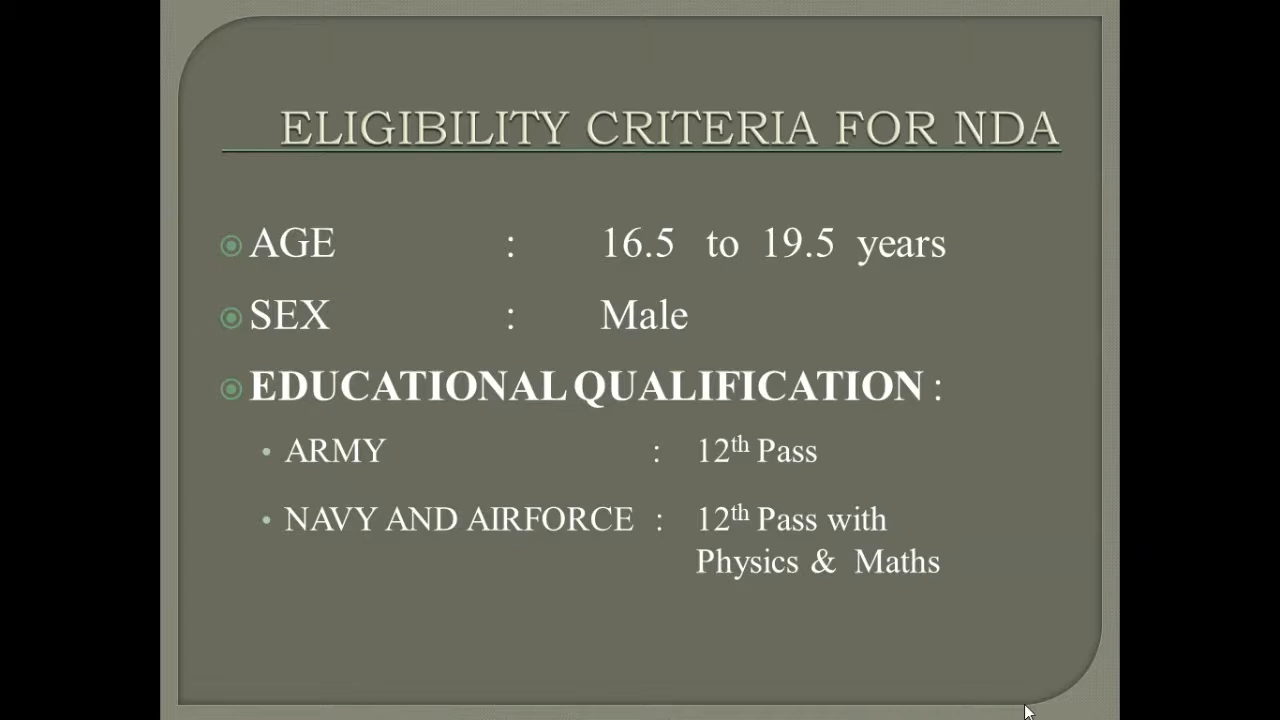 ELIGIBILITY CRITERIA FOR NDA
AGE : 16.5 to 19.5 years
SEX : Male
EDUCATIONAL QUALIFICATION :
ARMY : 12th Pass
NAVY AND AIRFORCE : 12th Pass with
Physics & Maths